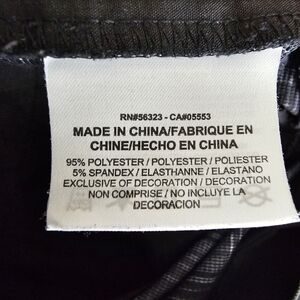 RN#56323 - CA#05553
MADE IN CHINA/FABRIQUE EN
CHINE/HECHO EN CHINA
95% POLYESTER / POLYESTER / POLIESTER
5% SPANDEX / ELASTHANNE / ELASTANO
EXCLUSIVE OF DECORATION / DECORATION
NON COMPRISE / NO INCLUYE LA
DECORACION